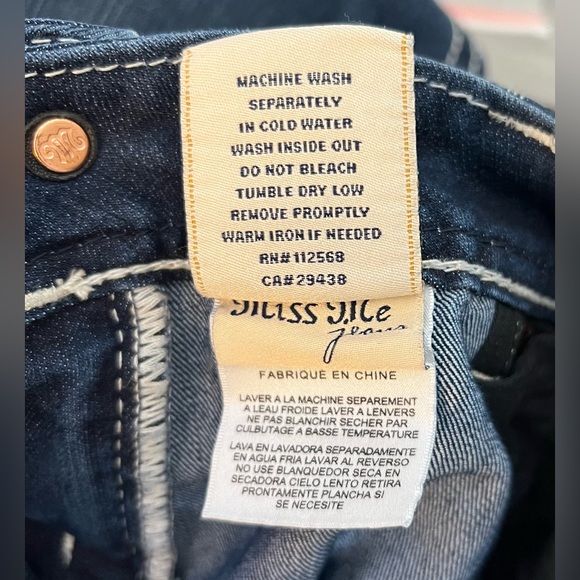 MACHINE WASH
SEPARATELY
IN COLD WATER
WASH INSIDE OUT
DO NOT BLEACH
TUMBLE DRY LOW
REMOVE PROMPTLY
WARM IRON IF NEEDED
RN#112568
CA#29438
Miss Me
jeans
FABRIQUÉ EN CHINE
LAVER A LA MACHINE SEPAREMENT
A LEAU FROIDE LAVER A LENVERS
NE PAS BLANCHIR SECHER PAR
CULBUTAGE A BASSE TEMPERATURE
LAVA EN LAVADORA SEPARADAMENTE
EN AGUA FRIA LAVAR AL REVERSO
NO USE BLANQUEDOR SECA EN
SECADORA CIELO LENTO RETIRA
PRONTAMENTE PLANCHA SI
SE NECESITE